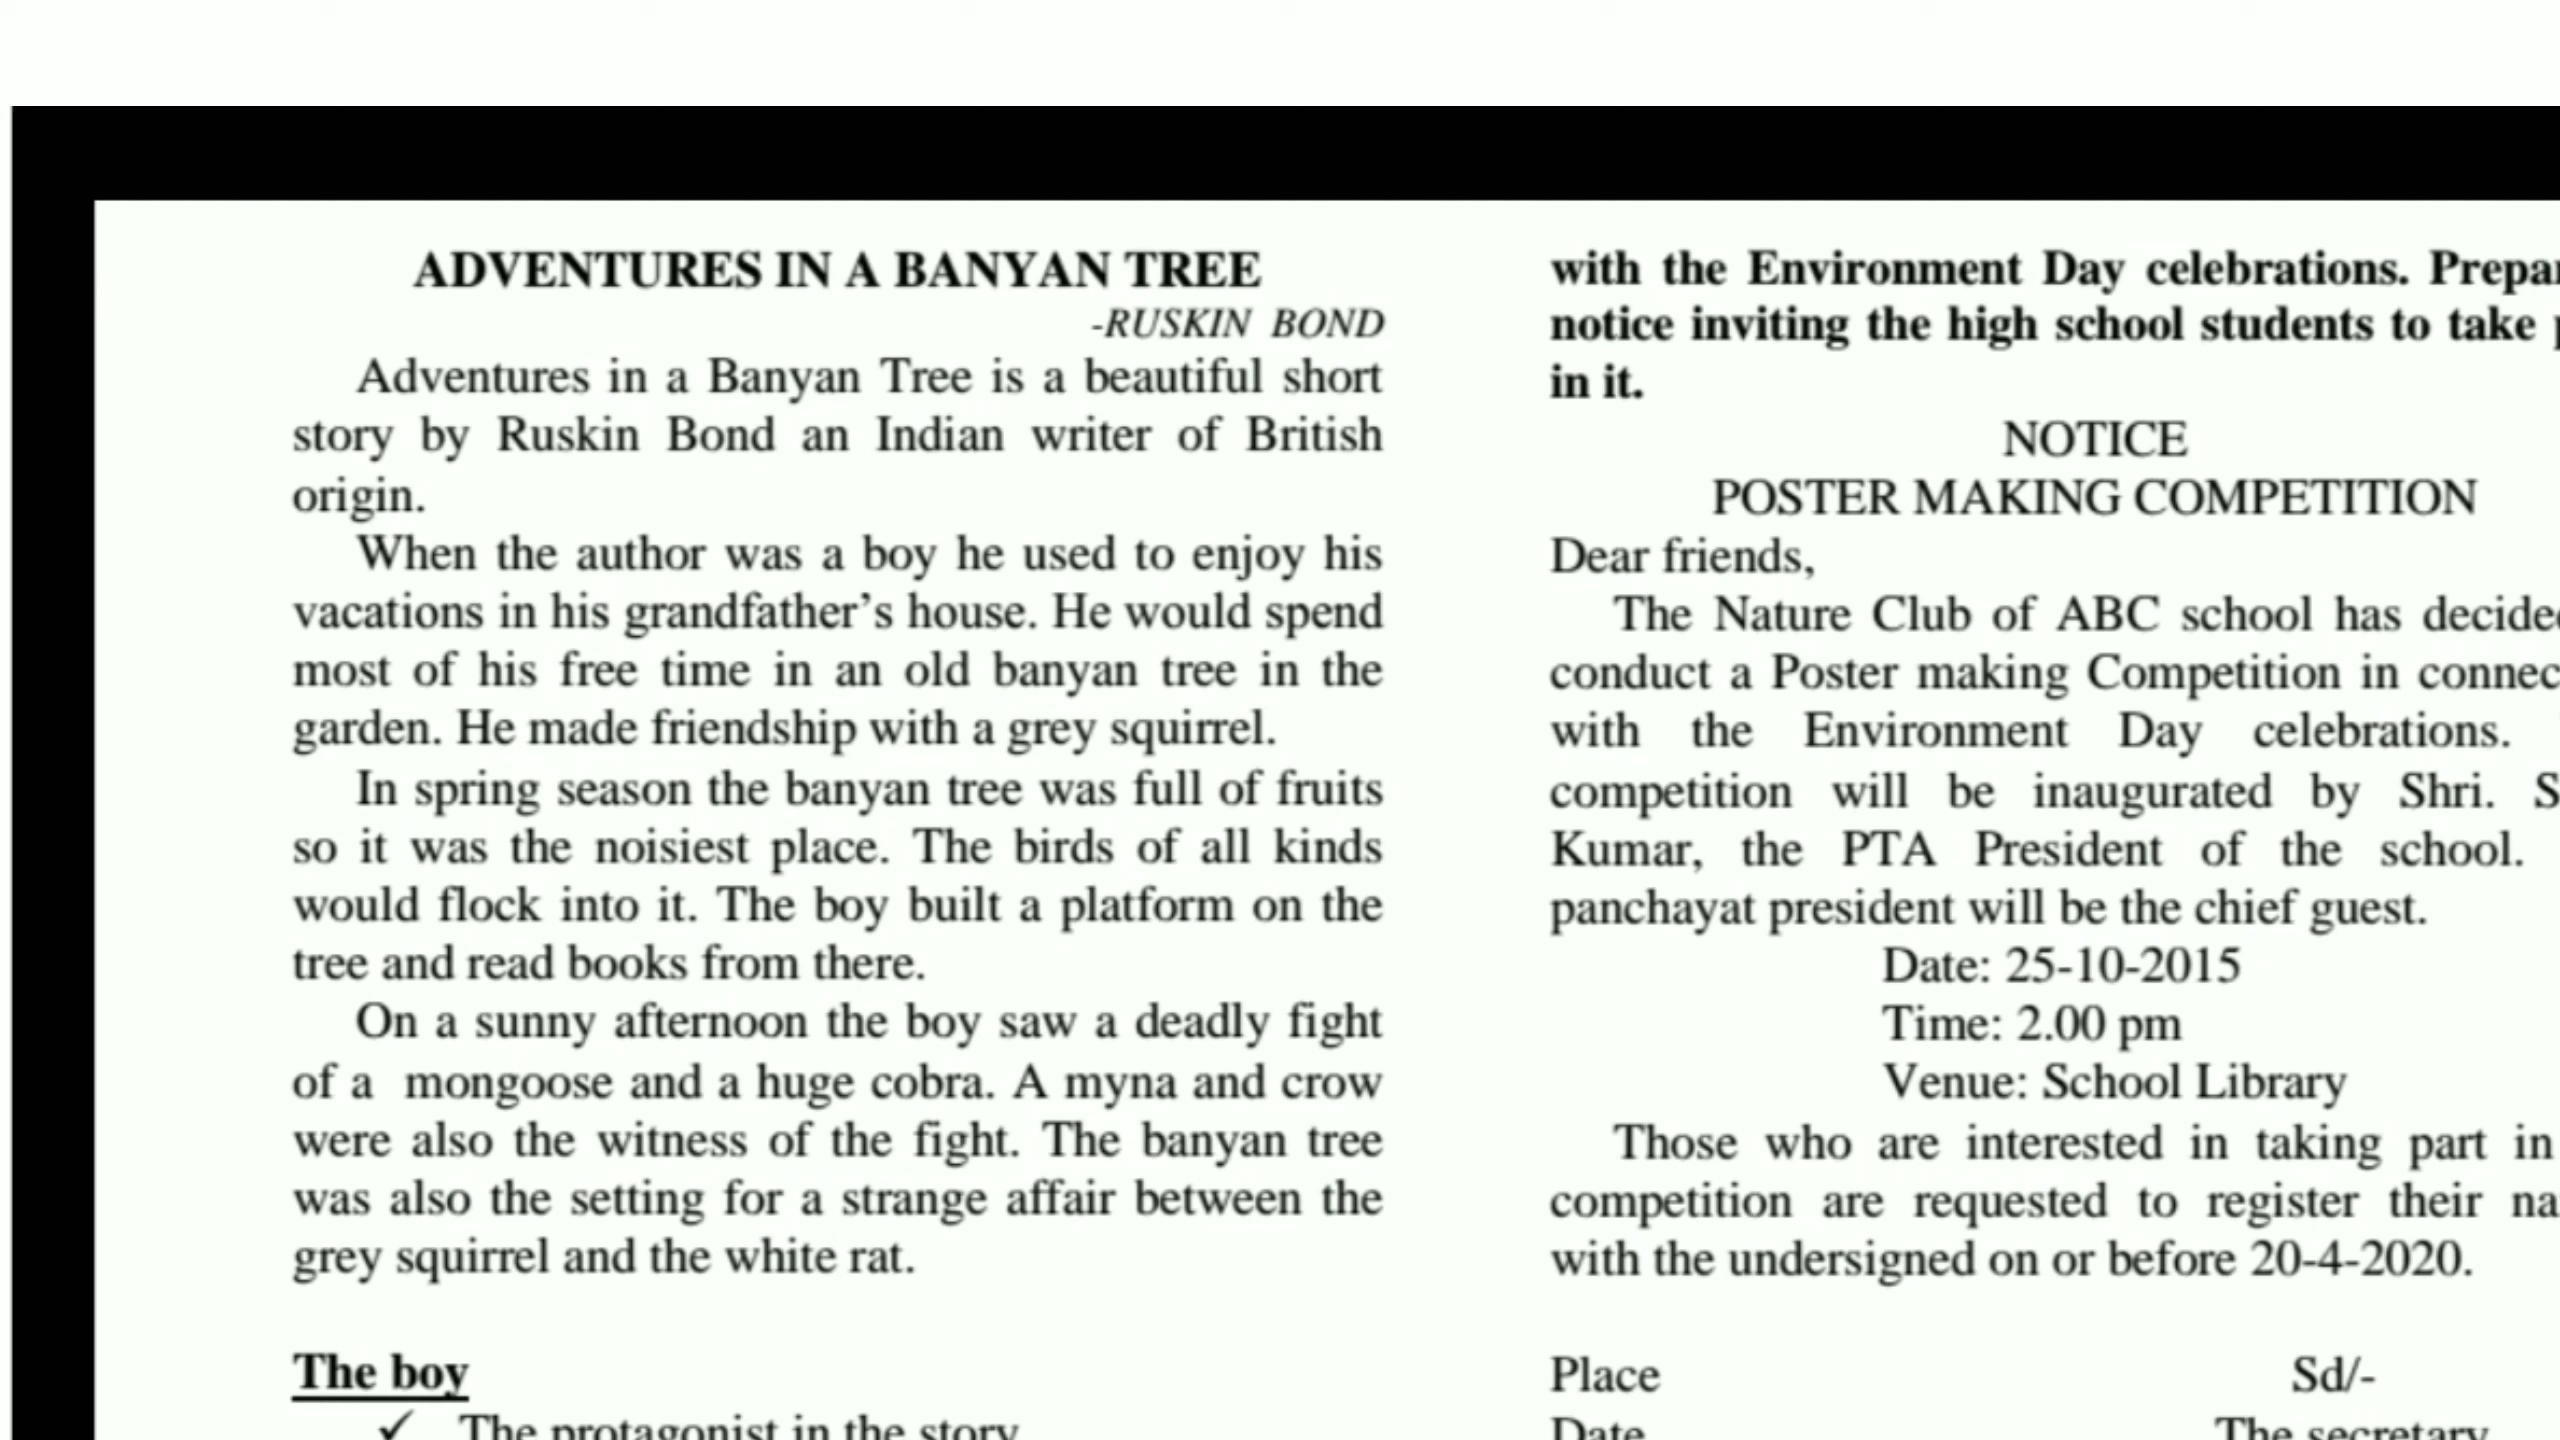 ADVENTURES IN A BANYAN TREE
-RUSKIN BOND
Adventures in a Banyan Tree is a beautiful short
story by Ruskin Bond an Indian writer of British
origin.
When the author was a boy he used to enjoy his
vacations in his grandfather’s house. He would spend
most of his free time in an old banyan tree in the
garden. He made friendship with a grey squirrel.
In spring season the banyan tree was full of fruits
so it was the noisiest place. The birds of all kinds
would flock into it. The boy built a platform on the
tree and read books from there.
On a sunny afternoon the boy saw a deadly fight
of a mongoose and a huge cobra. A myna and crow
were also the witness of the fight. The banyan tree
was also the setting for a strange affair between the
grey squirrel and the white rat.
The boy
✓ The protagonist in the story
with the Environment Day celebrations.
notice inviting the high school students to take
in it.
NOTICE
POSTER MAKING COMPETITION
Dear friends,
The Nature Club of ABC school has
conduct a Poster making Competition in
with the Environment Day celebrations.
competition will be inaugurated by Shri.
Kumar, the PTA President of the school.
panchayat president will be the chief guest.
Date: 25-10-2015
Time: 2.00 pm
Venue: School Library
Those who are interested in taking part in
competition are requested to register their
with the undersigned on or before 20-4-2020.
Place Sd/-
Date The secretary